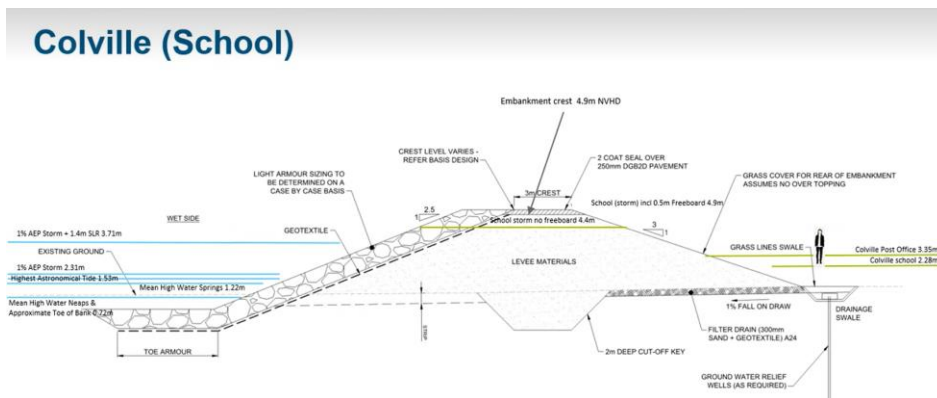 Colville (School)
Embankment crest 4.9m NVHD
CREST LEVEL VARIES -
REFER BASIS DESIGN
2 COAT SEAL OVER
250mm DGB2D PAVEMENT
LIGHT ARMOUR SIZING TO
BE DETERMINED ON A
CASE BY CASE BASIS
GRASS COVER FOR REAR OF EMBANKMENT
ASSUMES NO OVER TOPPING
3m CREST
School (storm) incl 0.5m Freeboard 4.9m
WET SIDE
2.5
1
School storm no freeboard 4.4m
3
1
GEOTEXTILE
1% AEP Storm + 1.4m SLR 3.71m
GRASS LINES SWALE
Colville Post Office 3.35m
EXISTING GROUND
LEVEE MATERIALS
Colville school 2.28m
1% AEP Storm 2.31m
Highest Astronomical Tide 1.53m
Mean High Water Springs 1.22m
Mean High Water Neaps &
Approximate Toe of Bank 0.72m
1% FALL ON DRAW
DRAINAGE
SWALE
STRIP
FILTER DRAIN (300mm
SAND + GEOTEXTILE) A24
TOE ARMOUR
2m DEEP CUT-OFF KEY
GROUND WATER RELIEF
WELLS (AS REQUIRED)